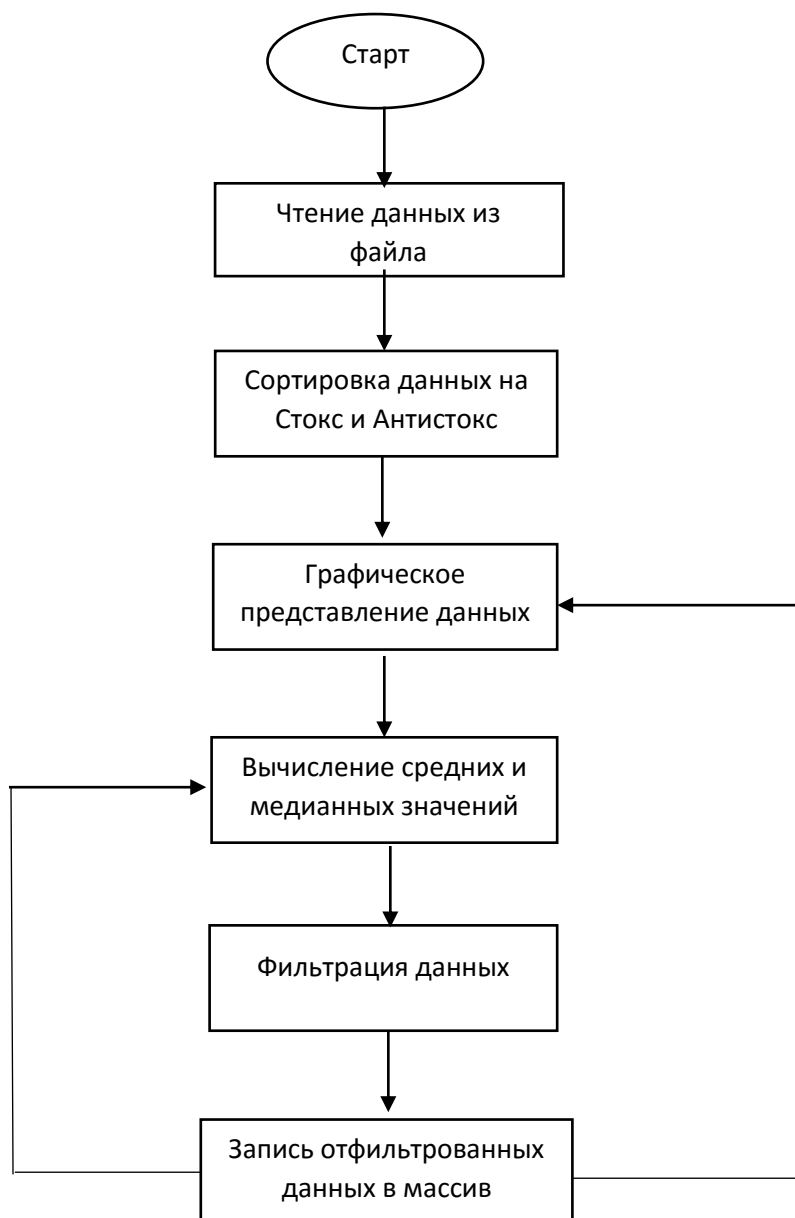 Старт
Чтение данных из
файла
Сортировка данных на
Стокс и Антистокс
Графическое
представление данных
Вычисление средних и
медианных значений
Фильтрация данных
Запись отфильтрованных
данных в массив